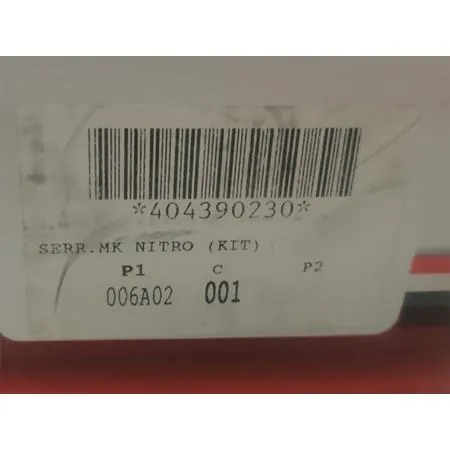 *404390230*
SERR.MK NITRO (KIT)
P1 C P2
006A02 001